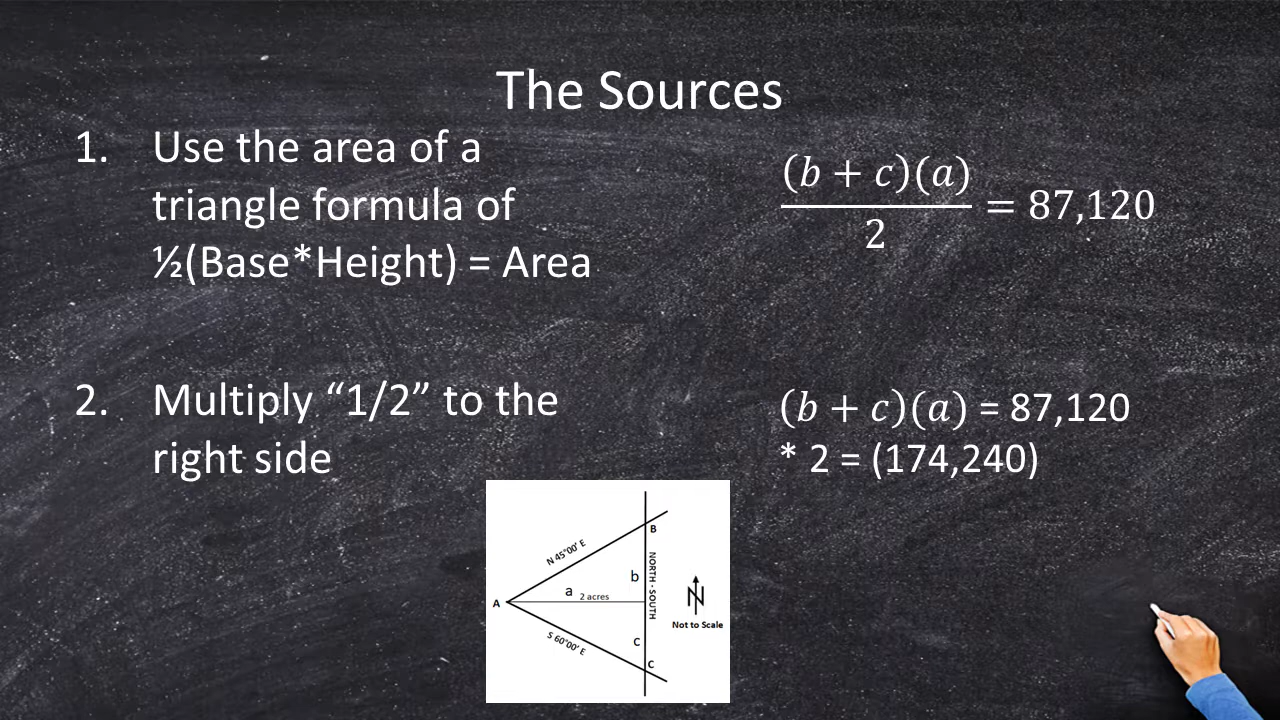 The Sources
1. Use the area of a
triangle formula of
½(Base*Height) = Area
(b + c)(a)
2
= 87,120
2. Multiply “1/2” to the
right side
(b + c)(a) = 87,120
* 2 = (174,240)
B
N 45°00' E
NORTH - SOUTH
b
a 2 acres
A
N
Not to Scale
S 60°00' E
c
C